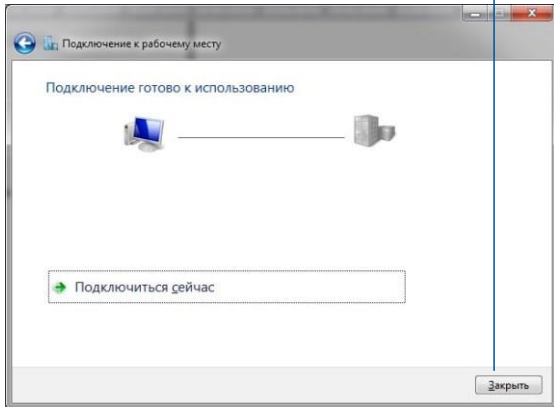 Подключение к рабочему месту
Подключение готово к использованию
Подключиться сейчас
Закрыть